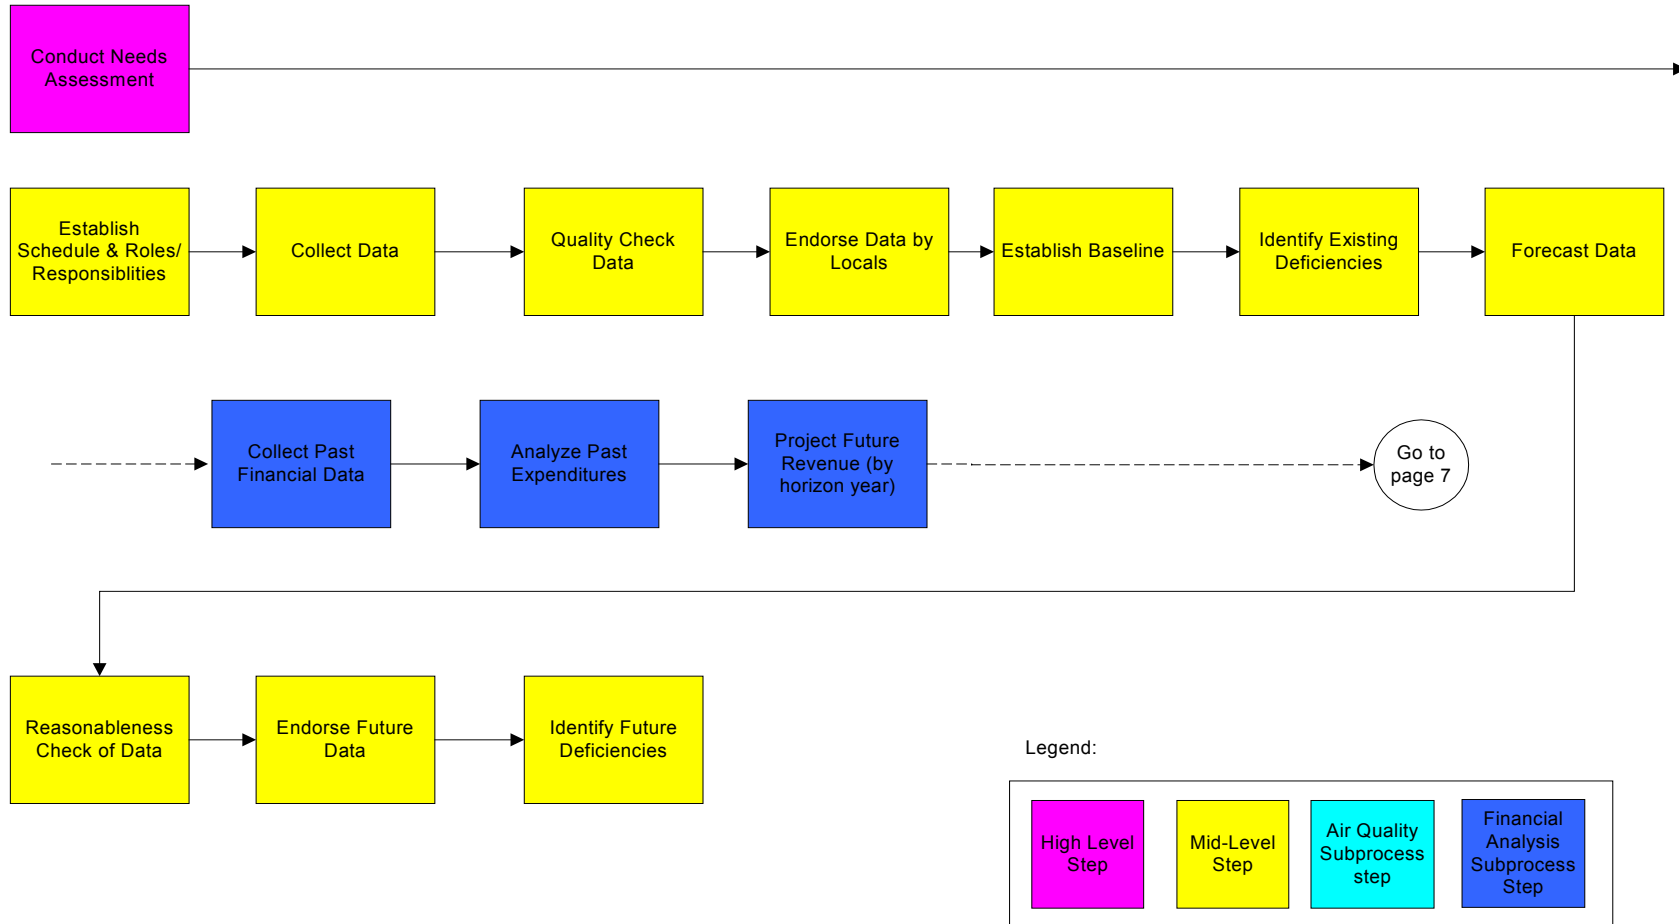 Conduct Needs
Assessment
Establish
Schedule & Roles/
Responsiblities
Collect Data
Quality Check
Data
Endorse Data by
Locals
Establish Baseline
Identify Existing
Deficiencies
Forecast Data
Collect Past
Financial Data
Analyze Past
Expenditures
Project Future
Revenue (by
horizon year)
Go to
page 7
Reasonableness
Check of Data
Endorse Future
Data
Identify Future
Deficiencies
Legend:
High Level
Step
Mid-Level
Step
Air Quality
Subprocess
step
Financial
Analysis
Subprocess
Step